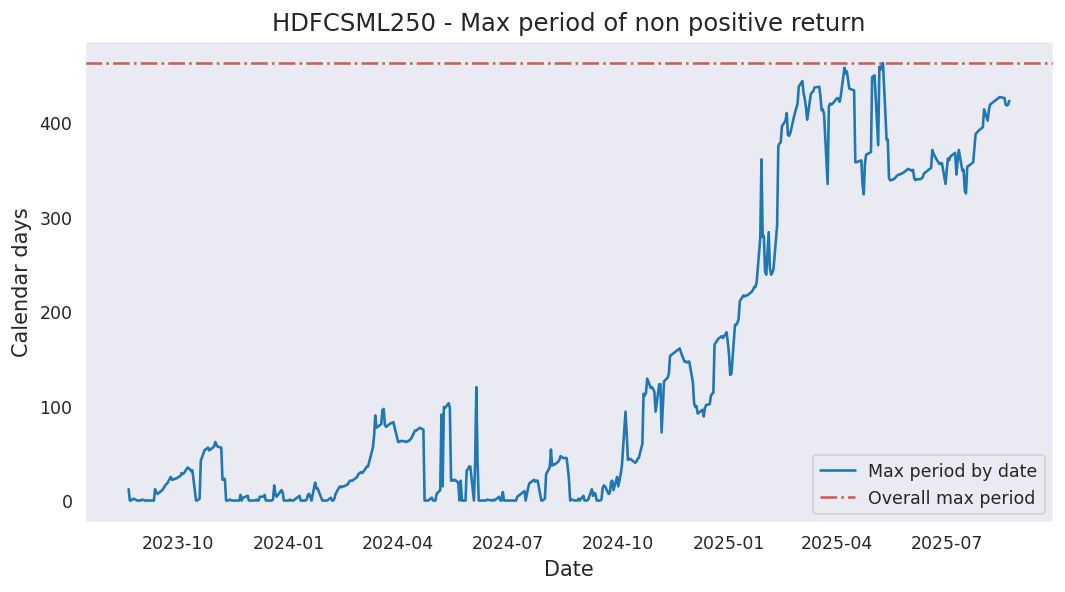 HDFCSML250 - Max period of non positive return
Calendar days
400
300
200
100
0
2023-10
2024-01
2024-04
2024-07
2024-10
2025-01
2025-04
2025-07
Date
Max period by date
Overall max period